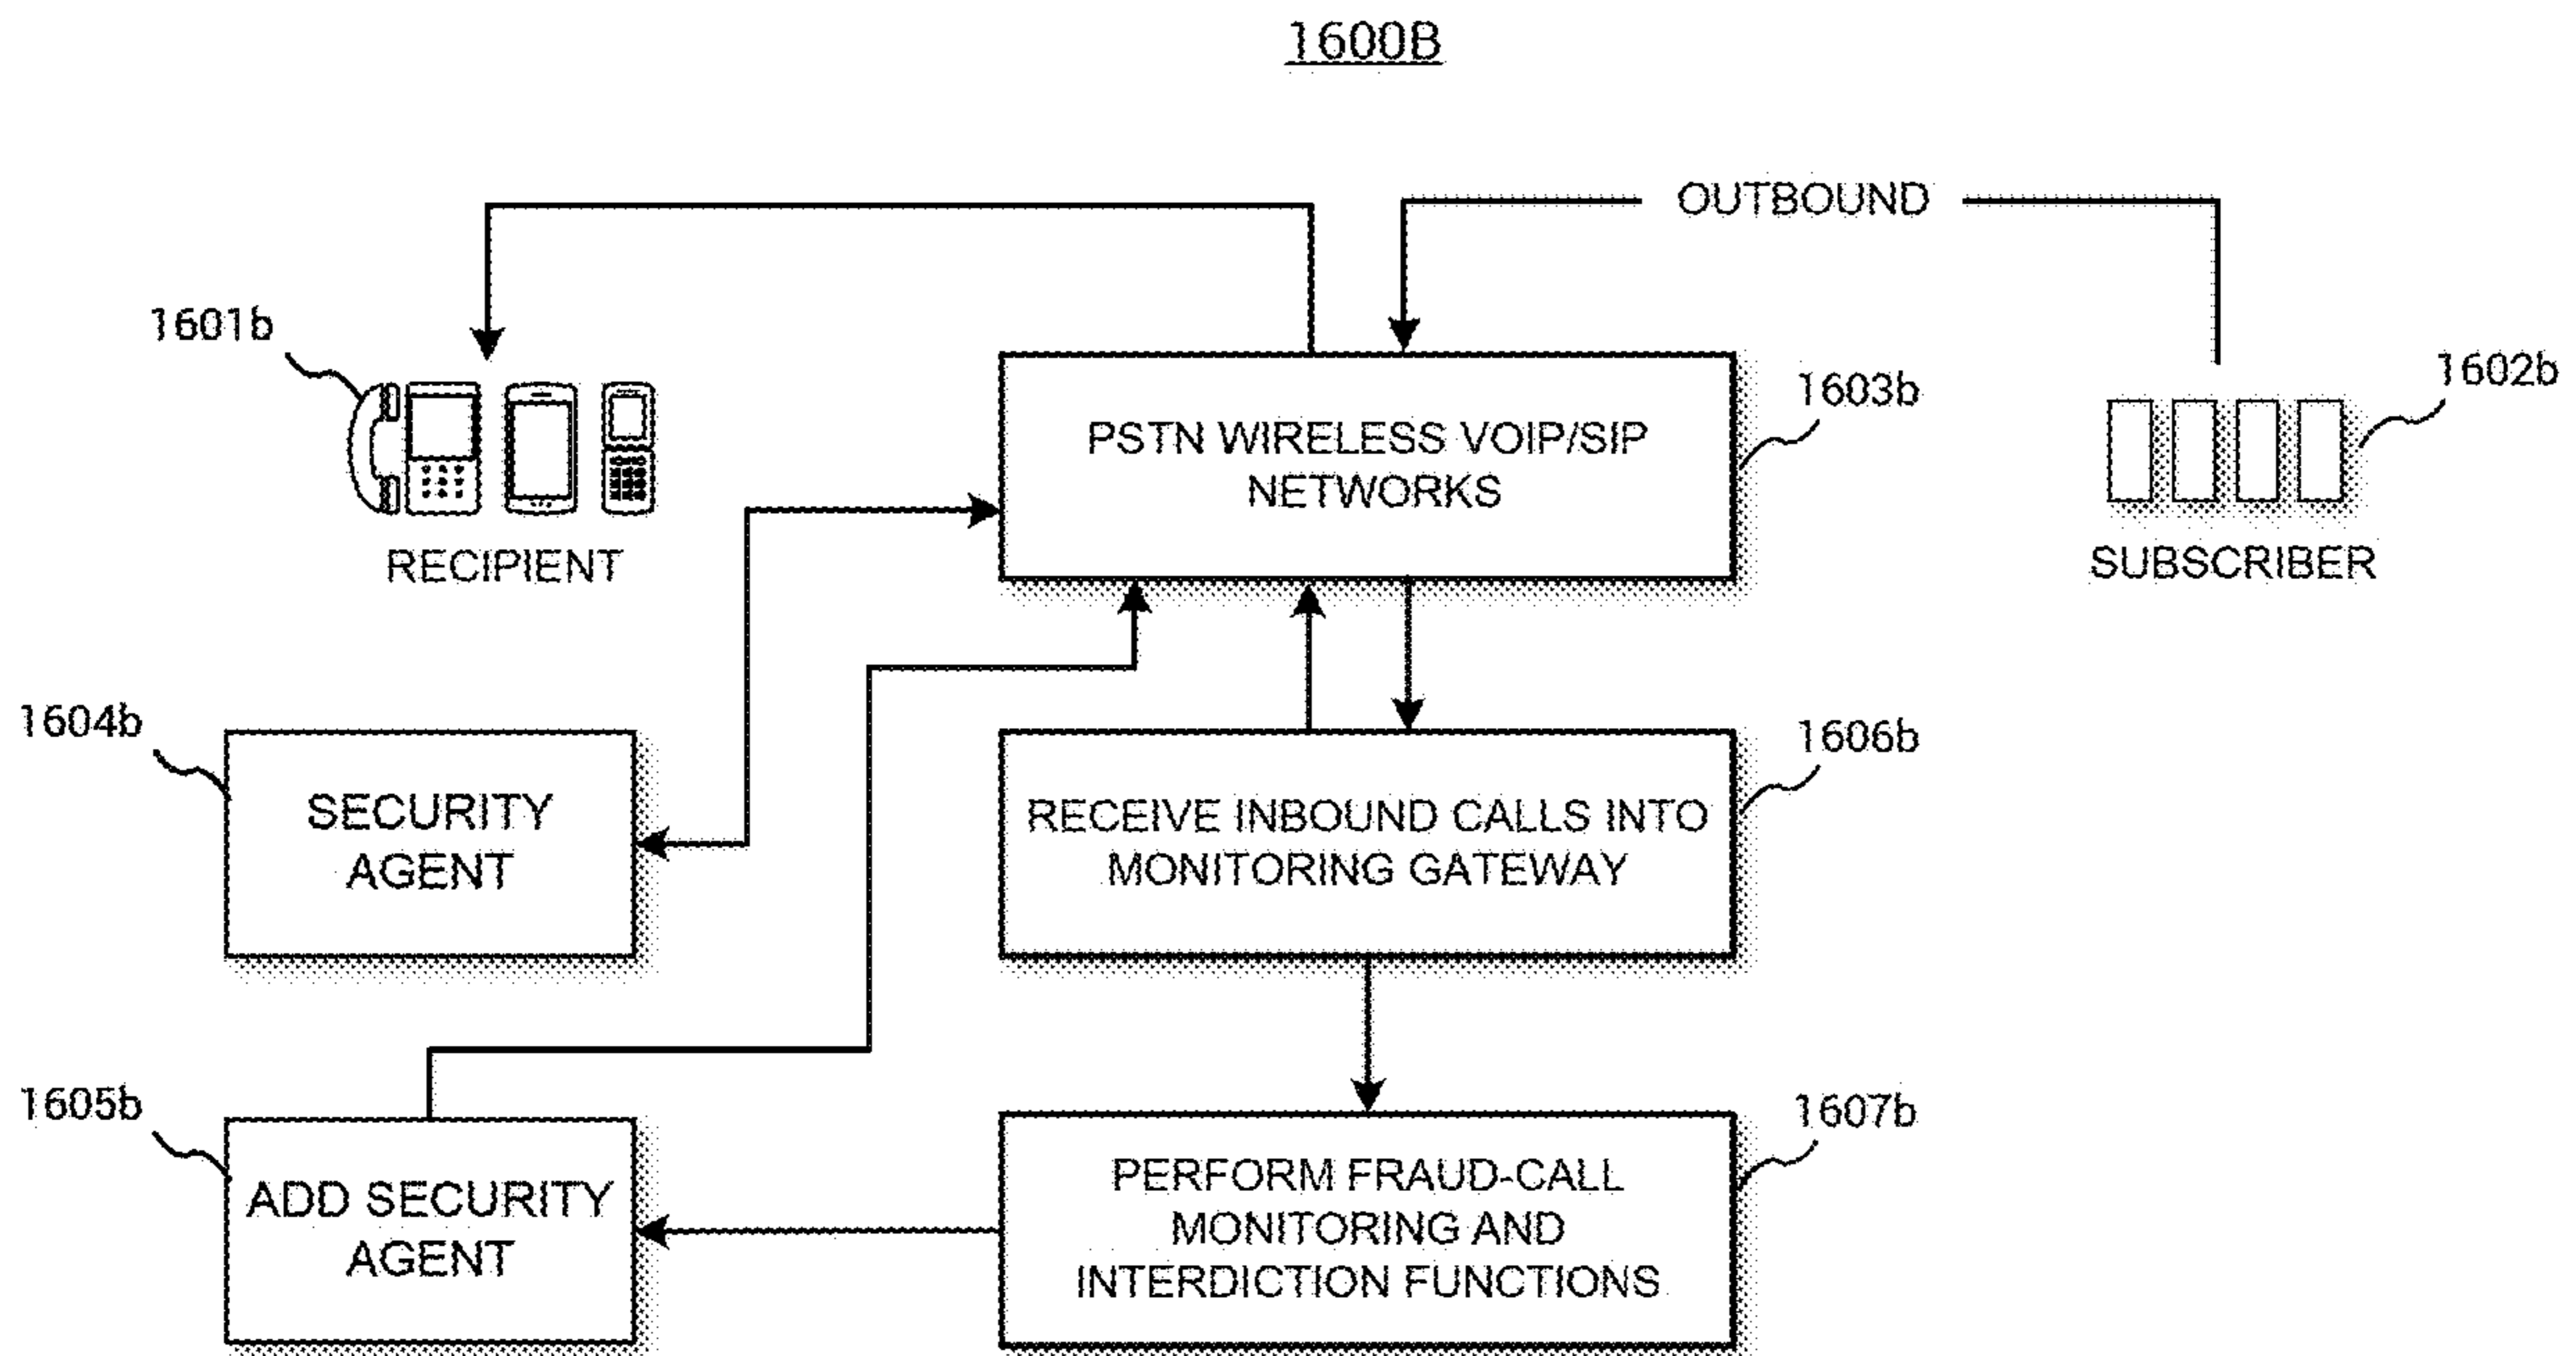 1600B
OUTBOUND
1601b
1603b
1602b
PSTN WIRELESS VOIP/SIP
NETWORKS
RECIPIENT
SUBSCRIBER
1604b
1606b
SECURITY
AGENT
RECEIVE INBOUND CALLS INTO
MONITORING GATEWAY
1605b
1607b
ADD SECURITY
AGENT
PERFORM FRAUD-CALL
MONITORING AND
INTERDICTION FUNCTIONS